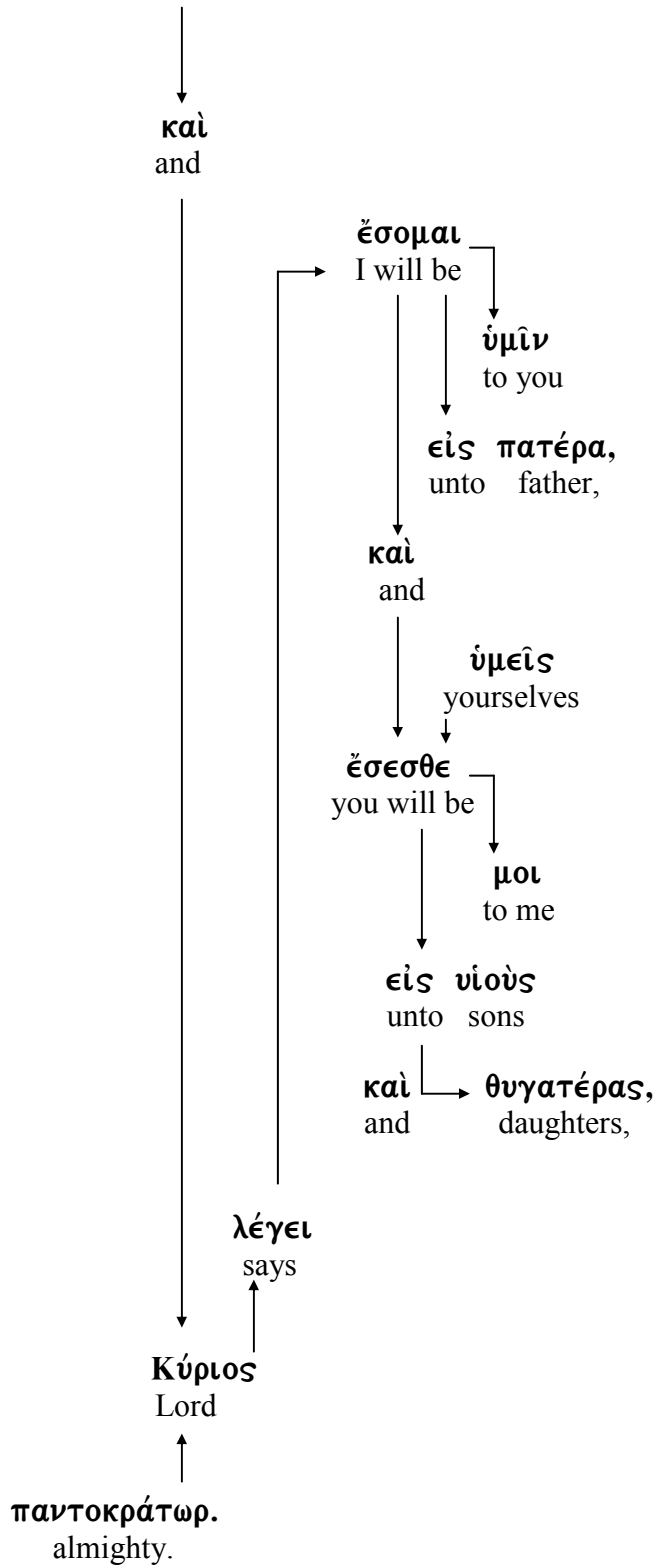 καὶ
and
ἔσομαι
I will be
ὑμῖν
to you
εἰς πατέρα,
unto father,
καὶ
and
ὑμεῖς
yourselves
ἔσεσθε
you will be
μοι
to me
εἰς υἱοὺς
unto sons
καὶ θυγατέρας,
and daughters,
λέγει
says
Κύριος
Lord
παντοκράτωρ.
almighty.